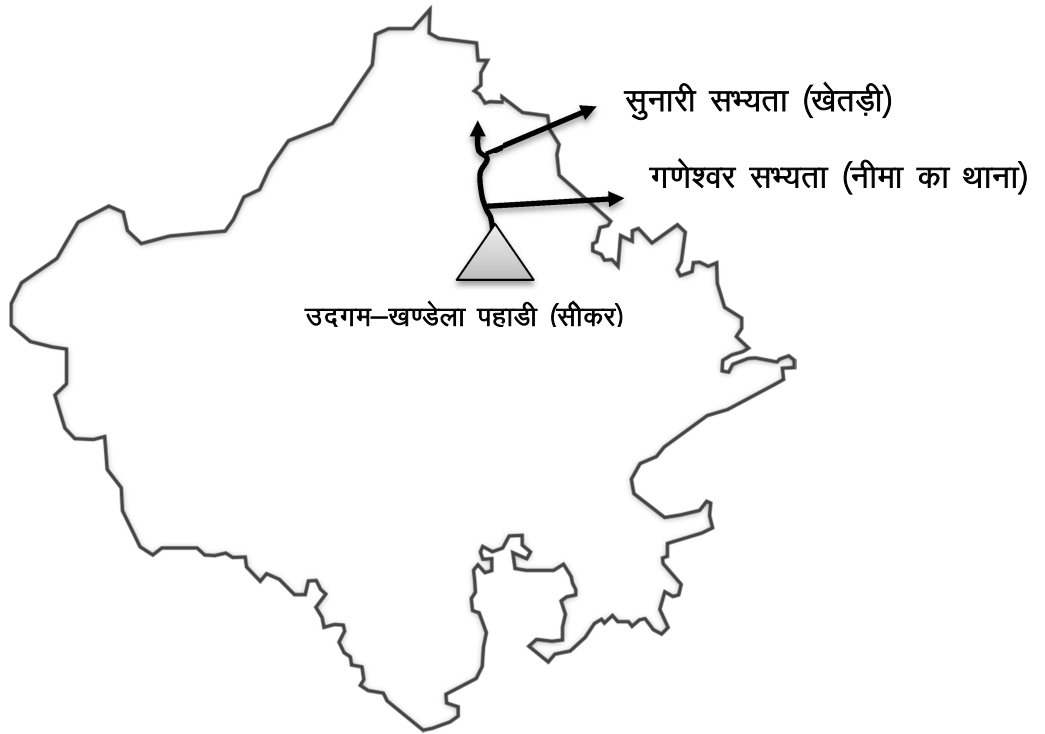 सुनारी सभ्यता (खेतड़ी)
गणेश्वर सभ्यता (नीमा का थाना)
उदगम–खण्डेला पहाडी (सीकर)